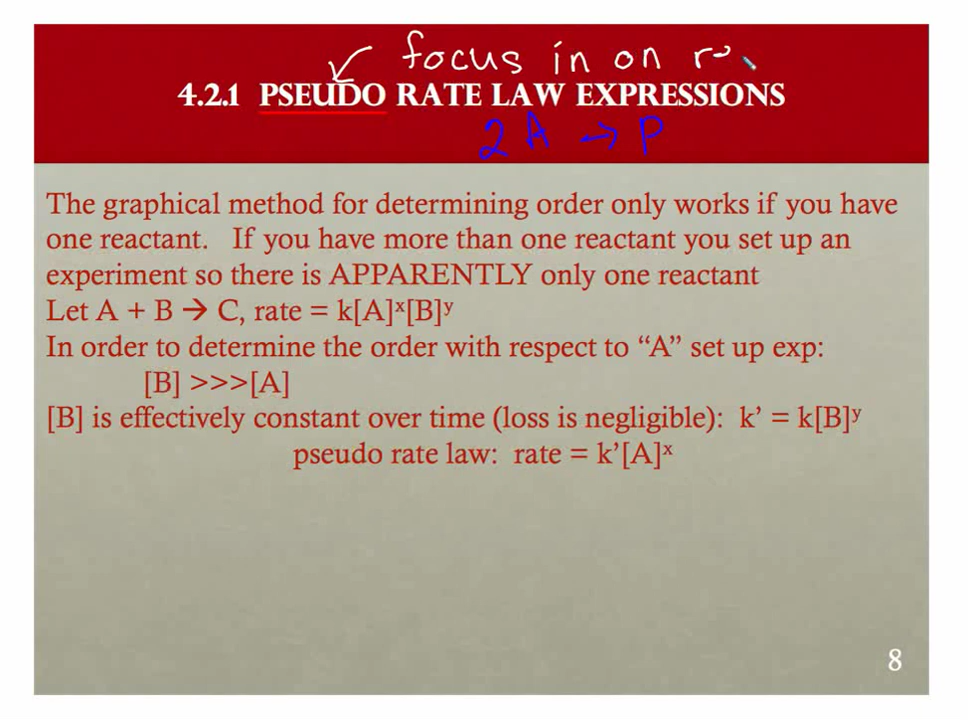 focus in on
4.2.1 PSEUDO RATE LAW EXPRESSIONS
2A → P
The graphical method for determining order only works if you have
one reactant. If you have more than one reactant you set up an
experiment so there is APPARENTLY only one reactant
Let A + B → C, rate = k[A]ˣ[B]ʸ
In order to determine the order with respect to “A” set up exp:
[B] >>>[A]
[B] is effectively constant over time (loss is negligible): k’ = k[B]ʸ
pseudo rate law: rate = k’[A]ˣ
8